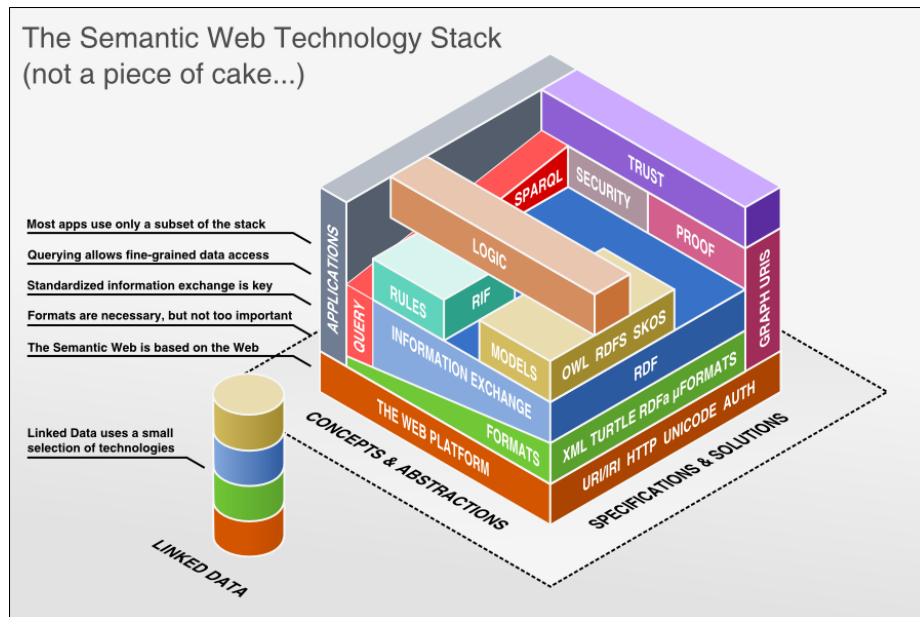 The Semantic Web Technology Stack
(not a piece of cake...)
Most apps use only a subset of the stack
Querying allows fine-grained data access
Standardized information exchange is key
Formats are necessary, but not too important
The Semantic Web is based on the Web
Linked Data uses a small
selection of technologies
LINKED DATA
APPLICATIONS
QUERY
SPARQL
SECURITY
TRUST
PROOF
GRAPH URIS
LOGIC
RULES
RIF
MODELS
OWL RDFS SKOS
INFORMATION EXCHANGE
RDF
FORMATS
XML TURTLE RDFa µFORMATS
THE WEB PLATFORM
URI/IRI HTTP UNICODE AUTH
CONCEPTS & ABSTRACTIONS
SPECIFICATIONS & SOLUTIONS